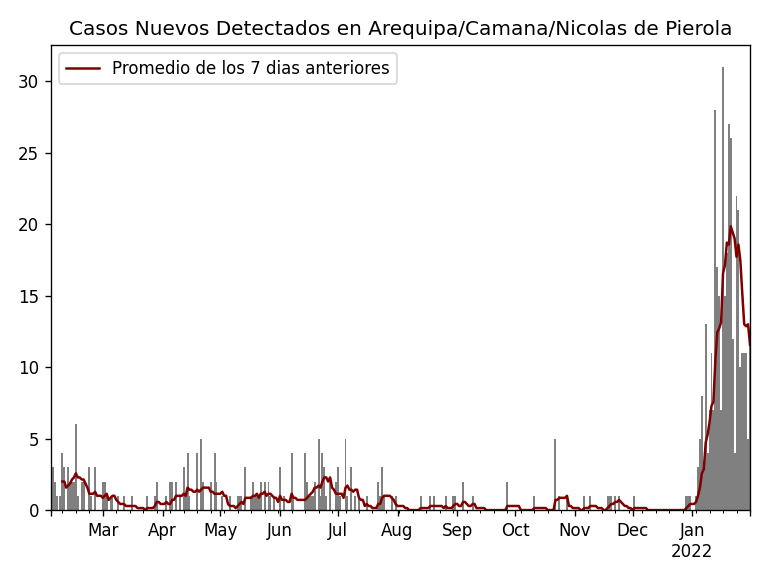 Casos Nuevos Detectados en Arequipa/Camana/Nicolas de Pierola
Promedio de los 7 dias anteriores
30
25
20
15
10
5
0
Mar Apr May Jun Jul Aug Sep Oct Nov Dec Jan
2022